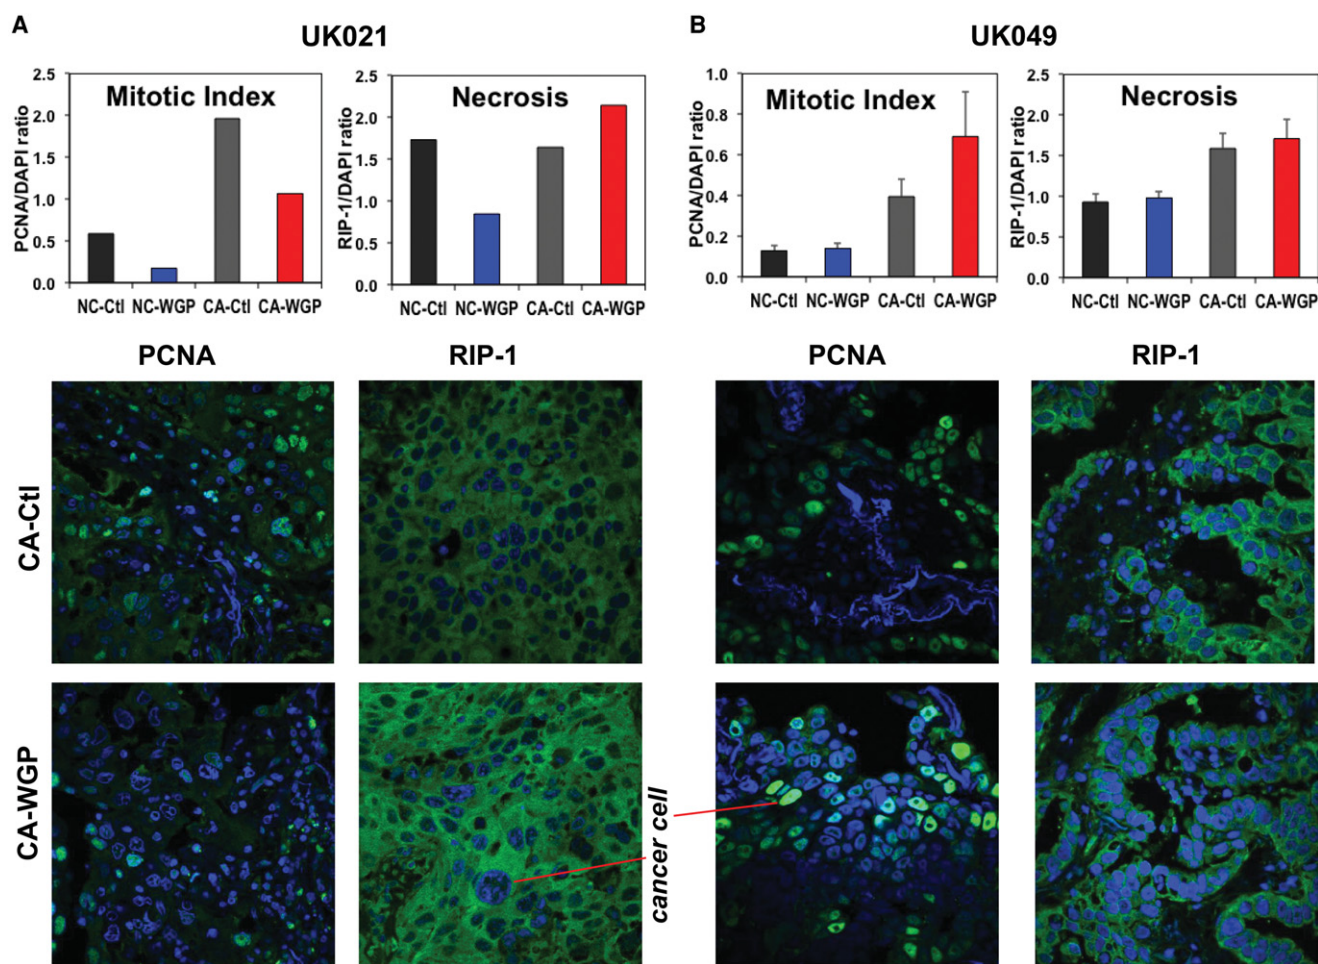 A
UK021
B
UK049
PCNA/DAPI ratio
2.5
2.0
1.5
1.0
0.5
0.0
Mitotic Index
NC-Ctl NC-WGP CA-Ctl CA-WGP
RIP-1/DAPI ratio
2.5
2.0
1.5
1.0
0.5
0.0
Necrosis
NC-Ctl NC-WGP CA-Ctl CA-WGP
PCNA/DAPI ratio
1.0
0.8
0.6
0.4
0.2
0.0
Mitotic Index
NC-Ctl NC-WGP CA-Ctl CA-WGP
RIP-1/DAPI ratio
2.5
2.0
1.5
1.0
0.5
0.0
Necrosis
NC-Ctl NC-WGP CA-Ctl CA-WGP
PCNA
RIP-1
PCNA
RIP-1
CA-Ctl
CA-WGP
cancer cell